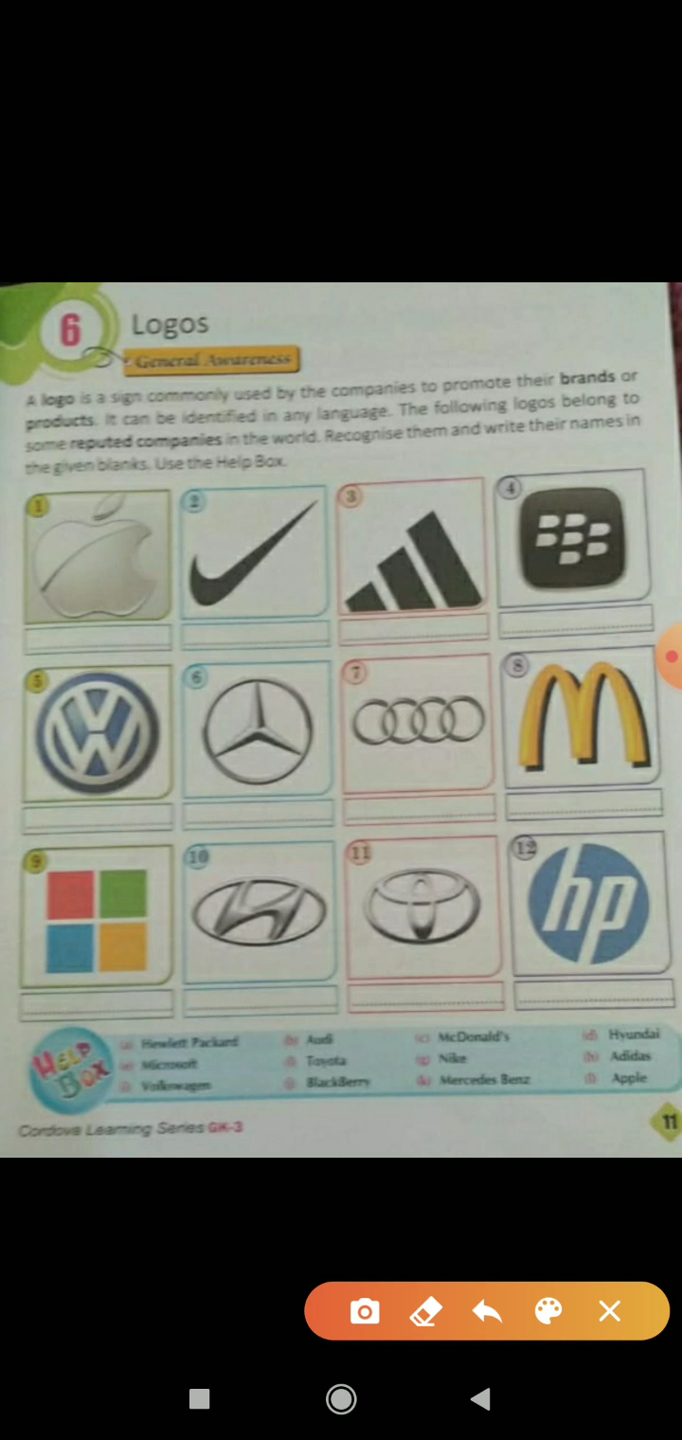 6
Logos
General Awareness
A logo is a sign commonly used by the companies to promote their brands or
products. It can be identified in any language. The following logos belong to
some reputed companies in the world. Recognise them and write their names in
the given blanks. Use the Help Box.
1 2 3 4
5 6 7 8
VW M
9 10 11 12
hp
HELP BOX
(a) Hewlett Packard (b) Audi (c) McDonald's (d) Hyundai
(e) Microsoft (f) Toyota (g) Nike (h) Adidas
(i) Volkswagen (j) BlackBerry (k) Mercedes Benz (l) Apple
Cordova Learning Series GK-3
11